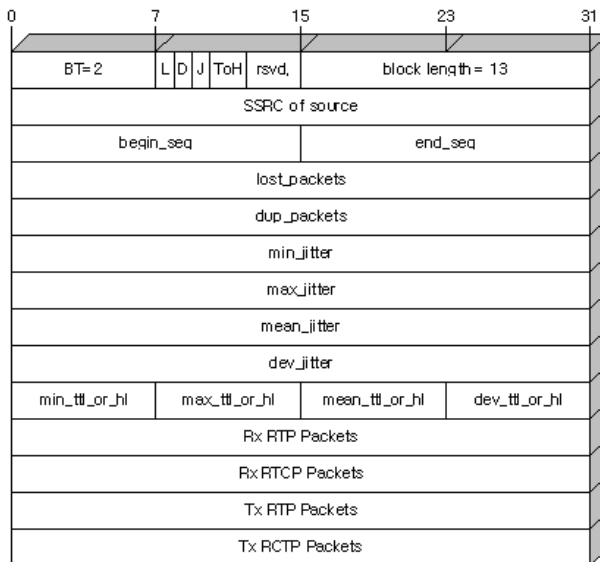 0 7 15 23 31
BT=2 L D J ToH rsvd. block length = 13
SSRC of source
begin_seq end_seq
lost_packets
dup_packets
min_jitter
max_jitter
mean_jitter
dev_jitter
min_ttl_or_hl max_ttl_or_hl mean_ttl_or_hl dev_ttl_or_hl
Rx RTP Packets
Rx RTCP Packets
Tx RTP Packets
Tx RCTP Packets